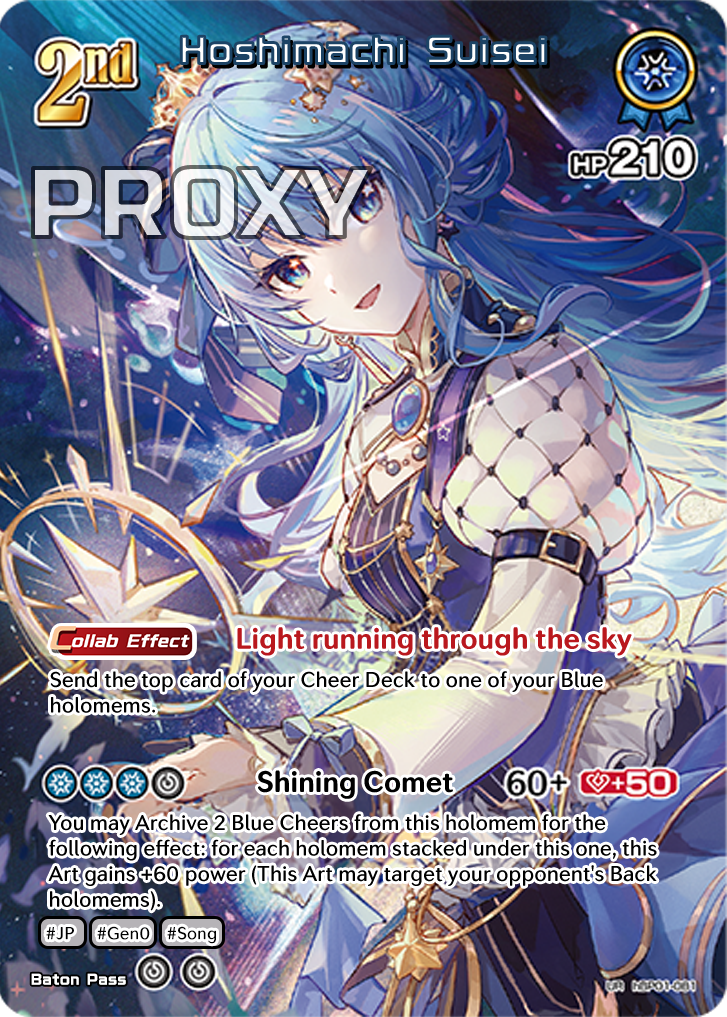 2nd
Hoshimachi Suisei
HP210
PROXY
Collab Effect Light running through the sky
Send the top card of your Cheer Deck to one of your Blue
holomems.
Shining Comet 60+ +50
You may Archive 2 Blue Cheers from this holomem for the
following effect: for each holomem stacked under this one, this
Art gains +60 power (This Art may target your opponent's Back
holomems).
#JP #Gen0 #Song
Baton Pass
UR hBP01-081